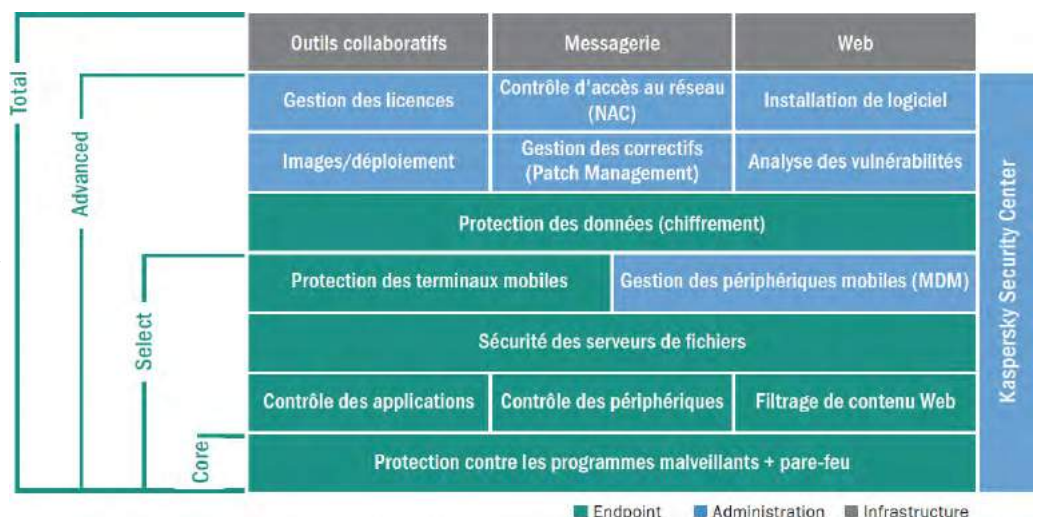 Total
Advanced
Select
Core
Outils collaboratifs
Messagerie
Web
Gestion des licences
Contrôle d'accès au réseau
(NAC)
Installation de logiciel
Images/déploiement
Gestion des correctifs
(Patch Management)
Analyse des vulnérabilités
Protection des données (chiffrement)
Protection des terminaux mobiles
Gestion des périphériques mobiles (MDM)
Sécurité des serveurs de fichiers
Contrôle des applications
Contrôle des périphériques
Filtrage de contenu Web
Protection contre les programmes malveillants + pare-feu
Kaspersky Security Center
Endpoint
Administration
Infrastructure